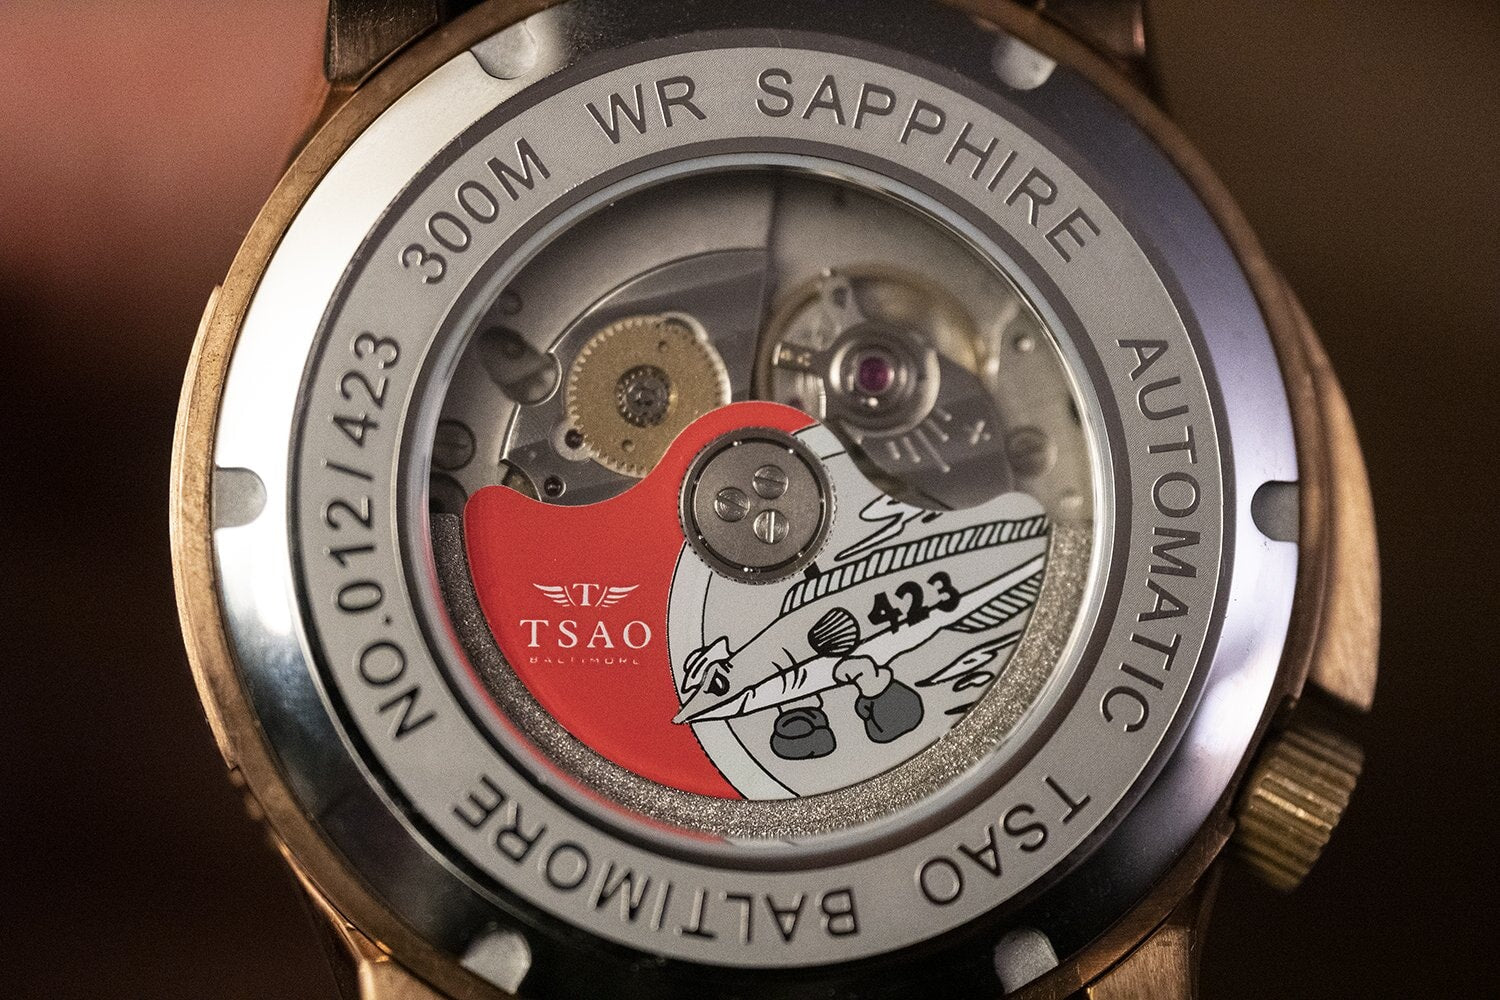 300M WR SAPPHIRE AUTOMATIC TSAO BALTIMORE NO.012/423
T
TSAO
BALTIMORE
423